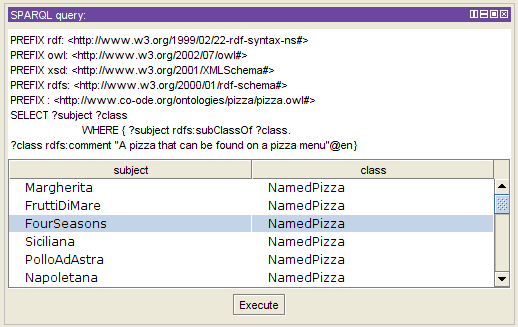 SPARQL query:
PREFIX rdf: <http://www.w3.org/1999/02/22-rdf-syntax-ns#>
PREFIX owl: <http://www.w3.org/2002/07/owl#>
PREFIX xsd: <http://www.w3.org/2001/XMLSchema#>
PREFIX rdfs: <http://www.w3.org/2000/01/rdf-schema#>
PREFIX : <http://www.co-ode.org/ontologies/pizza/pizza.owl#>
SELECT ?subject ?class
WHERE { ?subject rdfs:subClassOf ?class.
?class rdfs:comment "A pizza that can be found on a pizza menu"@en}
subject class
Margherita NamedPizza
FruttiDiMare NamedPizza
FourSeasons NamedPizza
Siciliana NamedPizza
PolloAdAstra NamedPizza
Napoletana NamedPizza
Execute